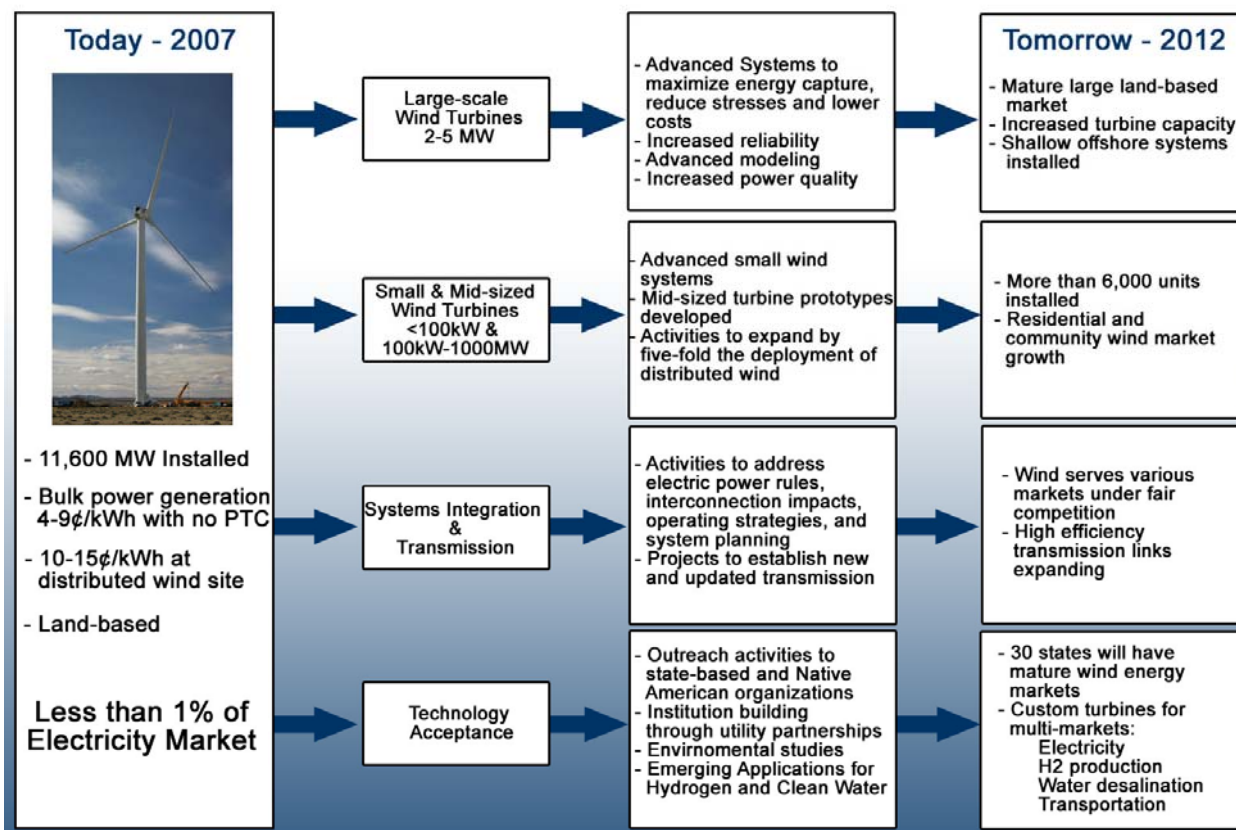 Today - 2007
- 11,600 MW Installed
- Bulk power generation
4-9¢/kWh with no PTC
- 10-15¢/kWh at
distributed wind site
- Land-based
Less than 1% of
Electricity Market
Large-scale
Wind Turbines
2-5 MW
- Advanced Systems to
maximize energy capture,
reduce stresses and lower
costs
- Increased reliability
- Advanced modeling
- Increased power quality
Tomorrow - 2012
- Mature large land-based
market
- Increased turbine capacity
- Shallow offshore systems
installed
Small & Mid-sized
Wind Turbines
<100kW &
100kW-1000MW
- Advanced small wind
systems
- Mid-sized turbine prototypes
developed
- Activities to expand by
five-fold the deployment of
distributed wind
- More than 6,000 units
installed
- Residential and
community wind market
growth
Systems Integration
&
Transmission
- Activities to address
electric power rules,
interconnection impacts,
operating strategies, and
system planning
- Projects to establish new
and updated transmission
- Wind serves various
markets under fair
competition
- High efficiency
transmission links
expanding
Technology
Acceptance
- Outreach activities to
state-based and Native
American organizations
- Institution building
through utility partnerships
- Envirnomental studies
- Emerging Applications for
Hydrogen and Clean Water
- 30 states will have
mature wind energy
markets
- Custom turbines for
multi-markets:
Electricity
H2 production
Water desalination
Transportation